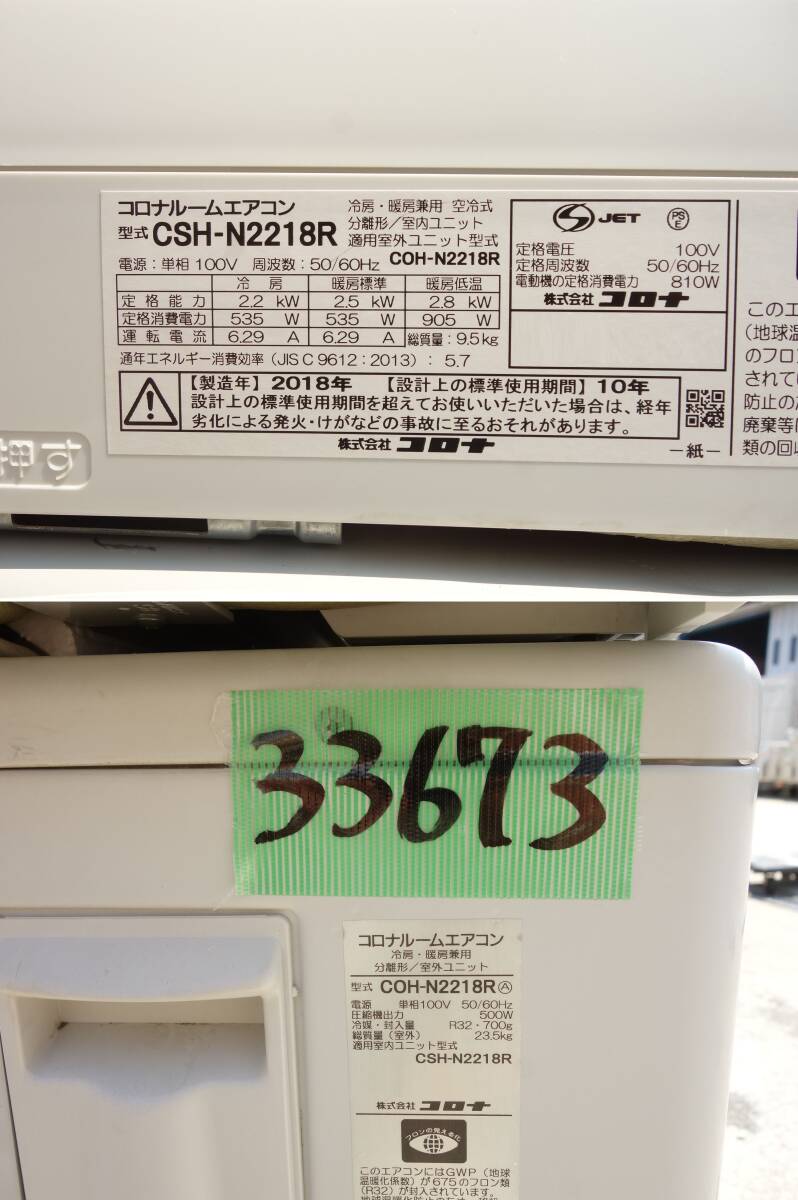 コロナルームエアコン
冷房・暖房兼用 空冷式
分離形/室内ユニット
型式 CSH-N2218R
適用室外ユニット型式
COH-N2218R
電源:単相100V 周波数:50/60Hz
冷房 暖房標準 暖房低温
定格能力 2.2 kW 2.5 kW 2.8 kW
定格消費電力 535 W 535 W 905 W
運転電流 6.29 A 6.29 A 総質量:9.5kg
通年エネルギー消費効率(JIS C 9612:2013):5.7
【製造年】2018年 【設計上の標準使用期間】10年
設計上の標準使用期間を超えてお使いいただいた場合は、経年
劣化による発火・けがなどの事故に至るおそれがあります。
株式会社 コロナ
-紙-
S JET PSE
定格電圧 100V
定格周波数 50/60Hz
電動機の定格消費電力 810W
株式会社 コロナ
このエ
(地球温
のフロン
されてい
防止の
廃棄等
類の回
押す
33673
コロナルームエアコン
冷房・暖房兼用
分離形/室外ユニット
型式 COH-N2218R Ⓐ
電源 単相100V 50/60Hz
圧縮機出力 500W
冷媒・封入量 R32・700g
総質量(室外) 23.5kg
適用室内ユニット型式
CSH-N2218R
株式会社 コロナ
フロンの見える化
このエアコンにはGWP(地球
温暖化係数)が675のフロン類
(R32)が封入されています。